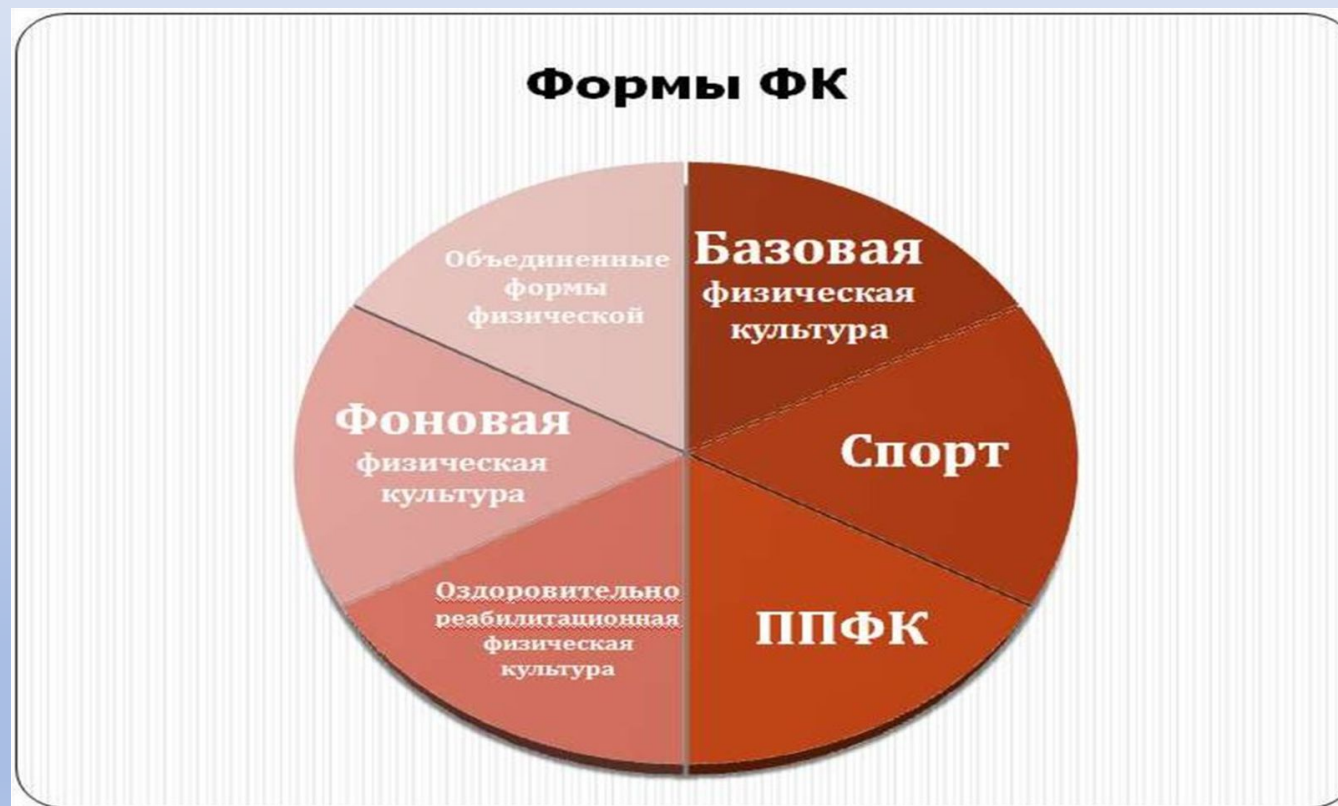 Формы ФК
Объединенные
формы
физической
Базовая
физическая
культура
Спорт
ППФК
Оздоровительно
реабилитационная
физическая
культура
Фоновая
физическая
культура